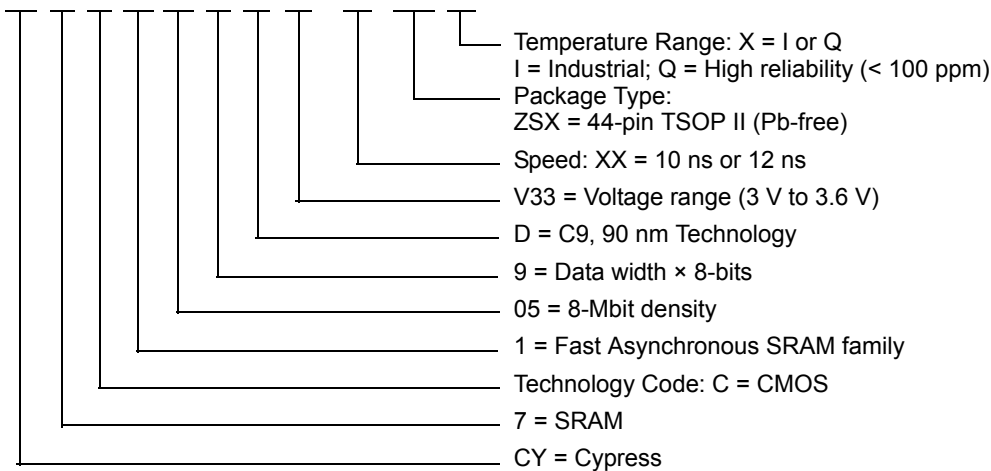 Temperature Range: X = I or Q
I = Industrial; Q = High reliability (< 100 ppm)
Package Type:
ZSX = 44-pin TSOP II (Pb-free)
Speed: XX = 10 ns or 12 ns
V33 = Voltage range (3 V to 3.6 V)
D = C9, 90 nm Technology
9 = Data width × 8-bits
05 = 8-Mbit density
1 = Fast Asynchronous SRAM family
Technology Code: C = CMOS
7 = SRAM
CY = Cypress